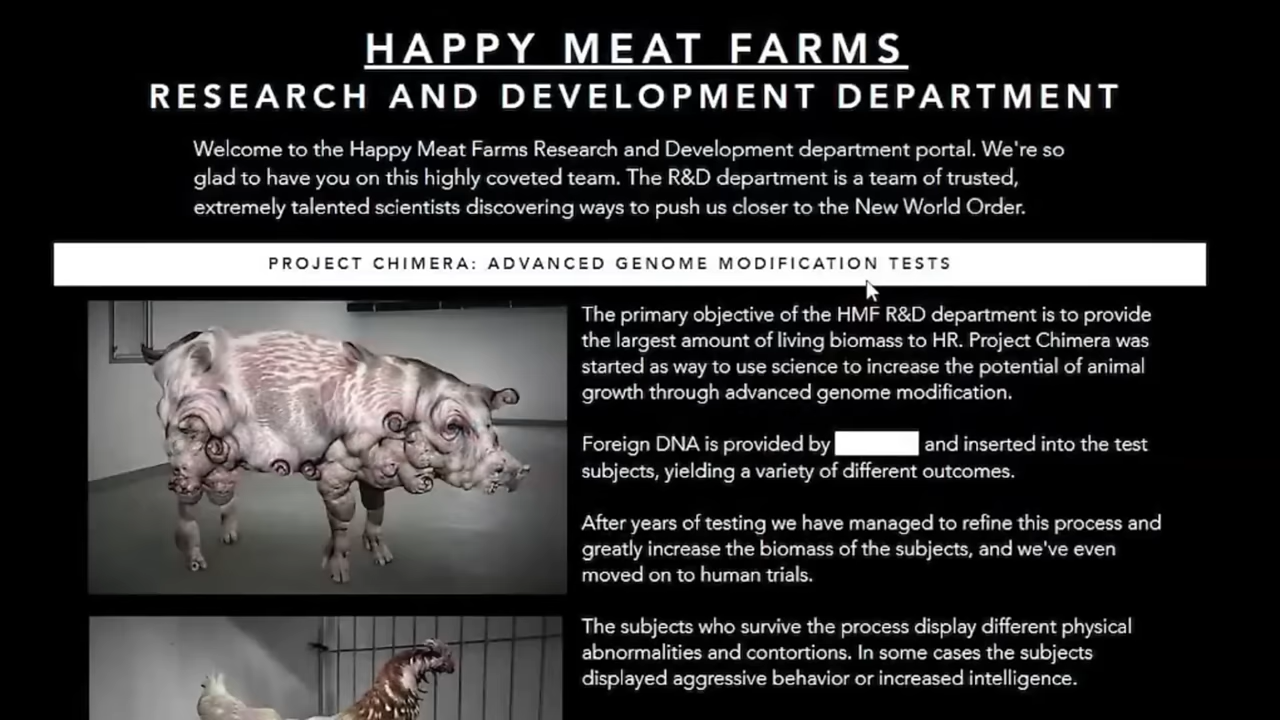 HAPPY MEAT FARMS
RESEARCH AND DEVELOPMENT DEPARTMENT
Welcome to the Happy Meat Farms Research and Development department portal. We're so
glad to have you on this highly coveted team. The R&D department is a team of trusted,
extremely talented scientists discovering ways to push us closer to the New World Order.
PROJECT CHIMERA: ADVANCED GENOME MODIFICATION TESTS
The primary objective of the HMF R&D department is to provide
the largest amount of living biomass to HR. Project Chimera was
started as way to use science to increase the potential of animal
growth through advanced genome modification.
Foreign DNA is provided by and inserted into the test
subjects, yielding a variety of different outcomes.
After years of testing we have managed to refine this process and
greatly increase the biomass of the subjects, and we've even
moved on to human trials.
The subjects who survive the process display different physical
abnormalities and contortions. In some cases the subjects
displayed aggressive behavior or increased intelligence.